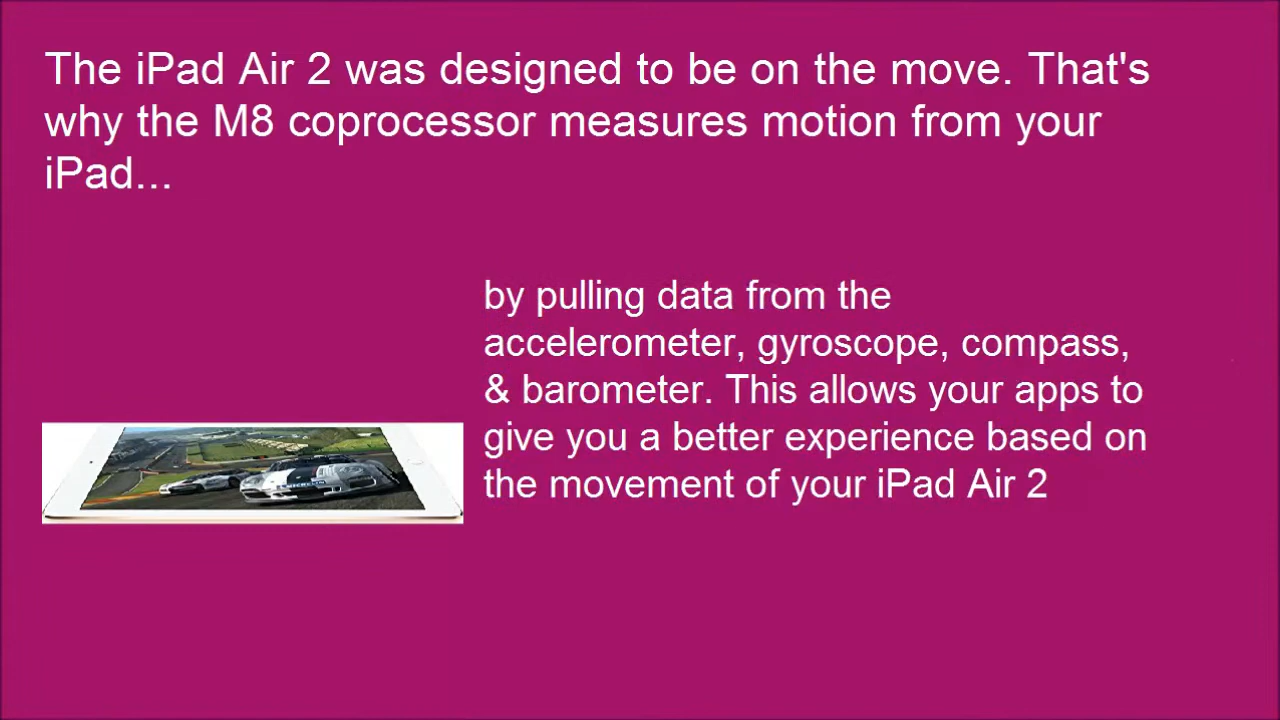 The iPad Air 2 was designed to be on the move. That's
why the M8 coprocessor measures motion from your
iPad...
by pulling data from the
accelerometer, gyroscope, compass,
& barometer. This allows your apps to
give you a better experience based on
the movement of your iPad Air 2
MICHELIN